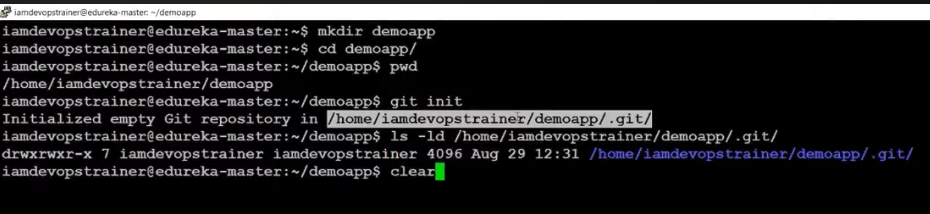 iamdevopstrainer@edureka-master: ~/demoapp
iamdevopstrainer@edureka-master:~$ mkdir demoapp
iamdevopstrainer@edureka-master:~$ cd demoapp/
iamdevopstrainer@edureka-master:~/demoapp$ pwd
/home/iamdevopstrainer/demoapp
iamdevopstrainer@edureka-master:~/demoapp$ git init
Initialized empty Git repository in /home/iamdevopstrainer/demoapp/.git/
iamdevopstrainer@edureka-master:~/demoapp$ ls -ld /home/iamdevopstrainer/demoapp/.git/
drwxrwxr-x 7 iamdevopstrainer iamdevopstrainer 4096 Aug 29 12:31 /home/iamdevopstrainer/demoapp/.git/
iamdevopstrainer@edureka-master:~/demoapp$ clear